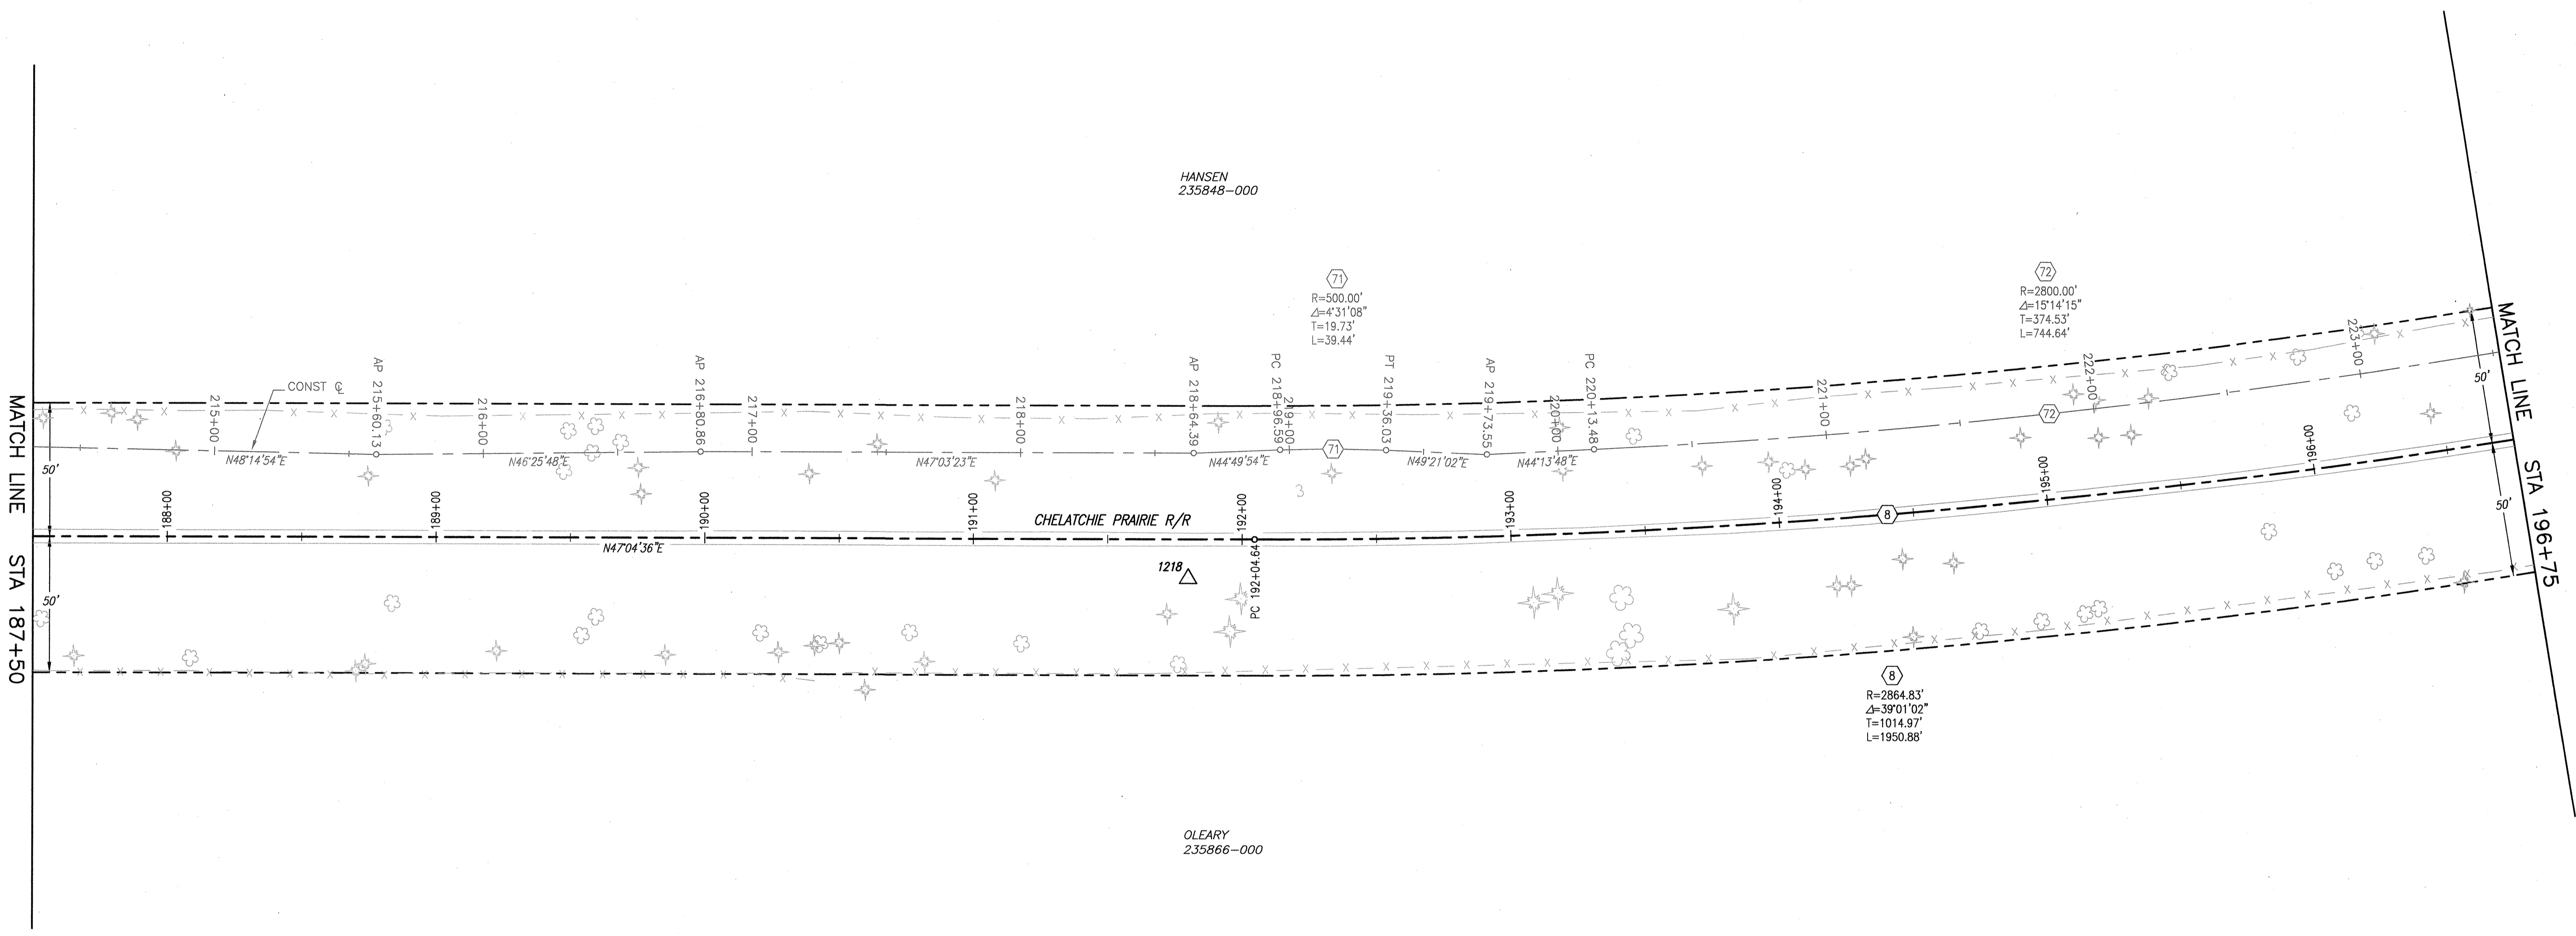 HANSEN
235848-000
71
R=500.00'
Δ=4°31'08"
T=19.73'
L=39.44'
72
R=2800.00'
Δ=15°14'15"
T=374.53'
L=744.64'
CONST ℄
215+00
AP 215+60.13
216+00
AP 216+80.86
217+00
218+00
AP 218+64.39
PC 218+96.59
219+00
PT 219+36.03
AP 219+73.55
220+00
PC 220+13.48
221+00
222+00
223+00
N48°14'54"E
N46°25'48"E
N47°03'23"E
N44°49'54"E
71
N49°21'02"E
N44°13'48"E
72
50'
50'
50'
50'
188+00
189+00
190+00
191+00
192+00
193+00
194+00
195+00
196+00
CHELATCHIE PRAIRIE R/R
N47°04'36"E
PC 192+04.64
1218
3
8
8
R=2864.83'
Δ=39°01'02"
T=1014.97'
L=1950.88'
OLEARY
235866-000
MATCH LINE STA 187+50
MATCH LINE STA 196+75